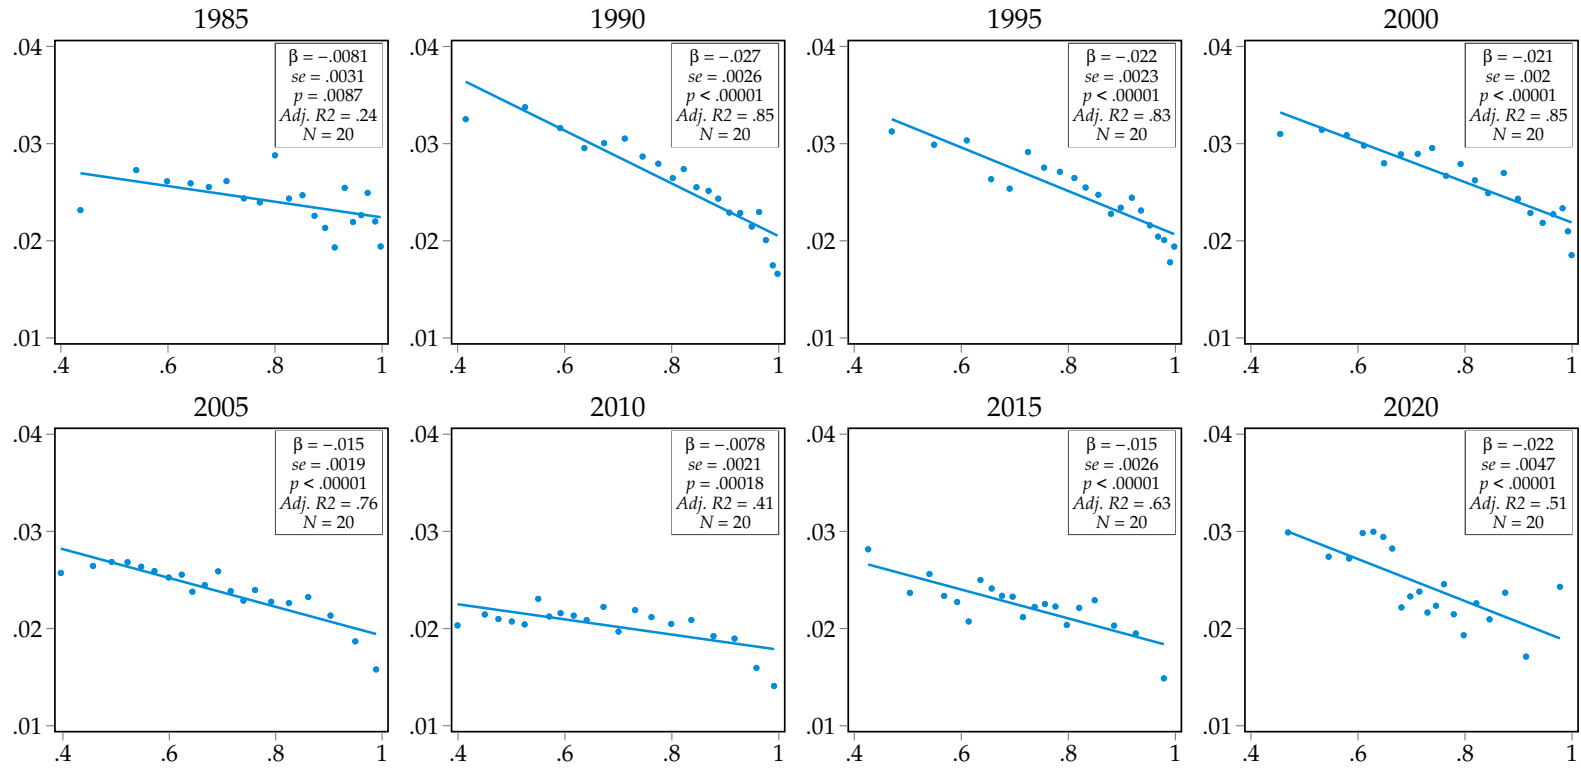 1985
1990
1995
2000
.04
.03
.02
.01
.4
.6
.8
1
β = −.0081
se = .0031
p = .0087
Adj. R2 = .24
N = 20
.04
.03
.02
.01
.4
.6
.8
1
β = −.027
se = .0026
p < .00001
Adj. R2 = .85
N = 20
.04
.03
.02
.01
.4
.6
.8
1
β = −.022
se = .0023
p < .00001
Adj. R2 = .83
N = 20
.04
.03
.02
.01
.4
.6
.8
1
β = −.021
se = .002
p < .00001
Adj. R2 = .85
N = 20
2005
2010
2015
2020
.04
.03
.02
.01
.4
.6
.8
1
β = −.015
se = .0019
p < .00001
Adj. R2 = .76
N = 20
.04
.03
.02
.01
.4
.6
.8
1
β = −.0078
se = .0021
p = .00018
Adj. R2 = .41
N = 20
.04
.03
.02
.01
.4
.6
.8
1
β = −.015
se = .0026
p < .00001
Adj. R2 = .63
N = 20
.04
.03
.02
.01
.4
.6
.8
1
β = −.022
se = .0047
p < .00001
Adj. R2 = .51
N = 20